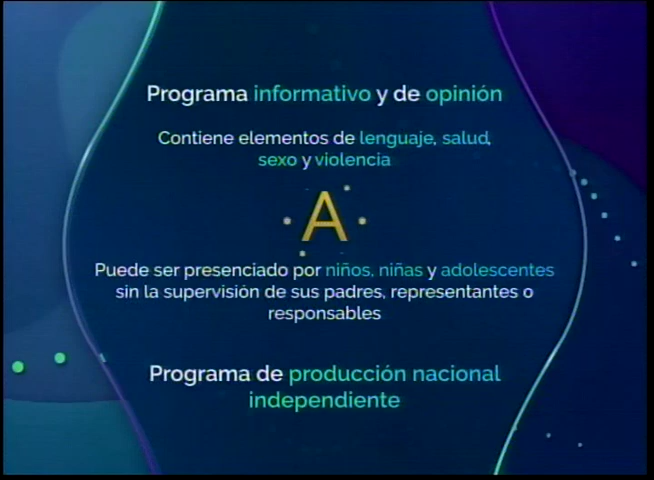 Programa informativo y de opinión
Contiene elementos de lenguaje, salud,
sexo y violencia
A
Puede ser presenciado por niños, niñas y adolescentes
sin la supervisión de sus padres, representantes o
responsables
Programa de producción nacional
independiente